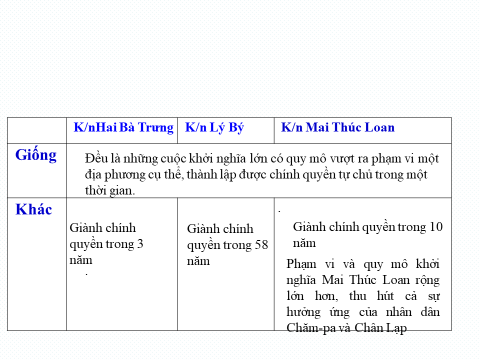 K/nHai Bà Trưng K/n Lý Bý K/n Mai Thúc Loan
Giống
Đều là những cuộc khởi nghĩa lớn có quy mô vượt ra phạm vi một
địa phương cụ thể, thành lập được chính quyền tự chủ trong một
thời gian.
Khác
Giành chính
quyền trong 3
năm
.
Giành chính
quyền trong 58
năm
.
Giành chính quyền trong 10
năm
Phạm vi và quy mô khởi
nghĩa Mai Thúc Loan rộng
lớn hơn, thu hút cả sự
hưởng ứng của nhân dân
Chăm-pa và Chân Lạp